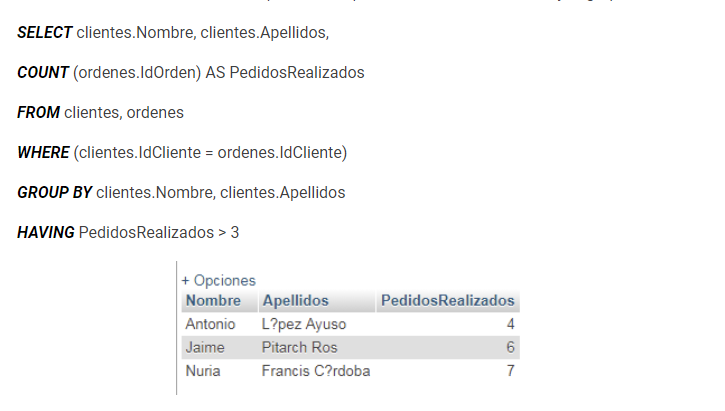 SELECT clientes.Nombre, clientes.Apellidos,
COUNT (ordenes.IdOrden) AS PedidosRealizados
FROM clientes, ordenes
WHERE (clientes.IdCliente = ordenes.IdCliente)
GROUP BY clientes.Nombre, clientes.Apellidos
HAVING PedidosRealizados > 3
+ Opciones
Nombre Apellidos PedidosRealizados
Antonio L?pez Ayuso 4
Jaime Pitarch Ros 6
Nuria Francis C?rdoba 7